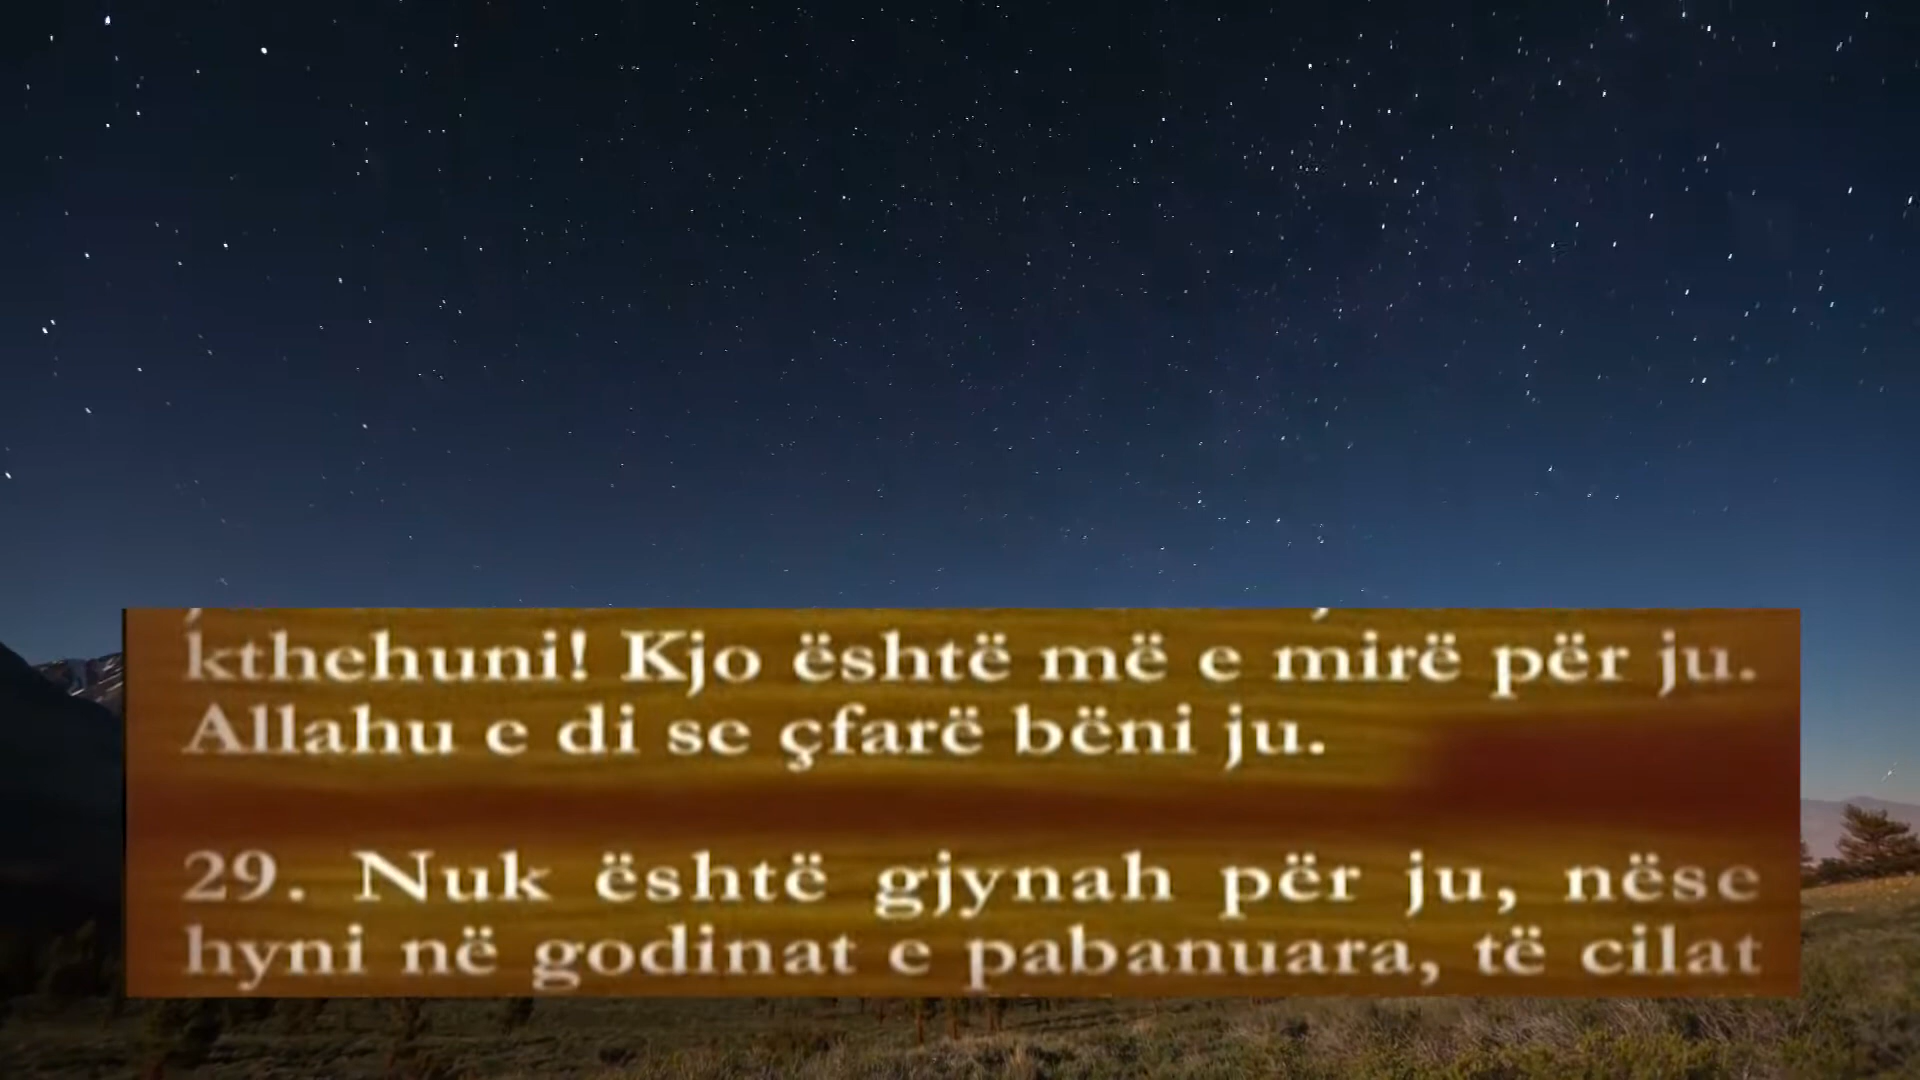 kthehuni! Kjo është më e mirë për ju.
Allahu e di se çfarë bëni ju.
29. Nuk është gjynah për ju, nëse
hyni në godinat e pabanuara, të cilat